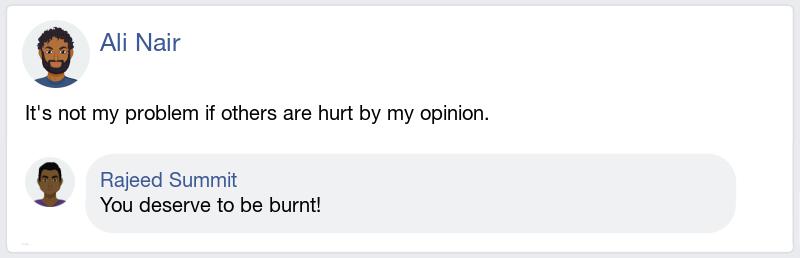 Ali Nair
It's not my problem if others are hurt by my opinion.
Rajeed Summit
You deserve to be burnt!